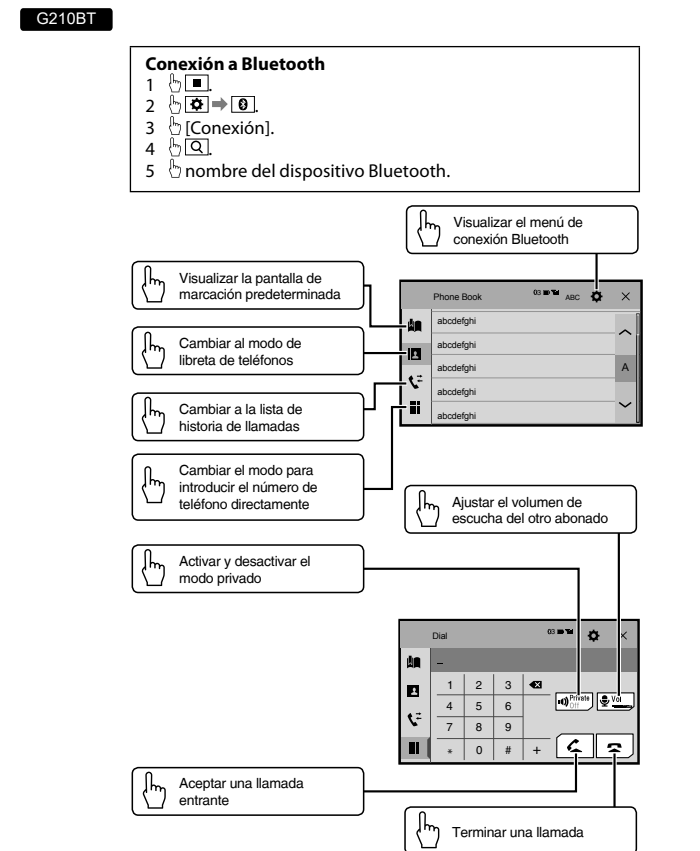 G210BT
Conexión a Bluetooth
1 .
2 .
3 [Conexión].
4 .
5 nombre del dispositivo Bluetooth.
Visualizar el menú de
conexión Bluetooth
Visualizar la pantalla de
marcación predeterminada
Cambiar al modo de
libreta de teléfonos
Cambiar a la lista de
historia de llamadas
Cambiar el modo para
introducir el número de
teléfono directamente
Phone Book 03 ABC ×
abcdefghi
abcdefghi
abcdefghi A
abcdefghi
abcdefghi
Ajustar el volumen de
escucha del otro abonado
Activar y desactivar el
modo privado
Dial 03 ×
_
1 2 3
Private Vol
Off
4 5 6
7 8 9
* 0 # +
Aceptar una llamada
entrante
Terminar una llamada